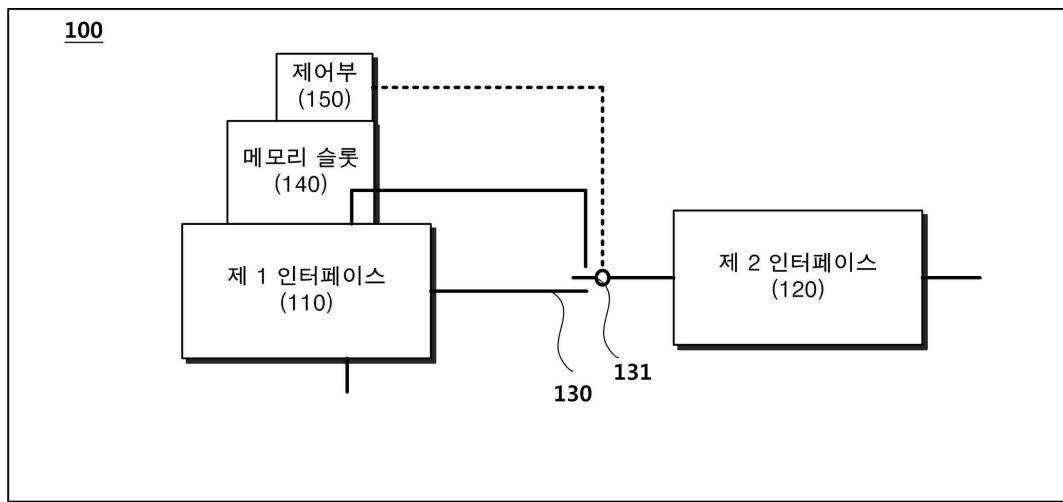 100
제어부
(150)
메모리 슬롯
(140)
제 1 인터페이스
(110)
제 2 인터페이스
(120)
131
130